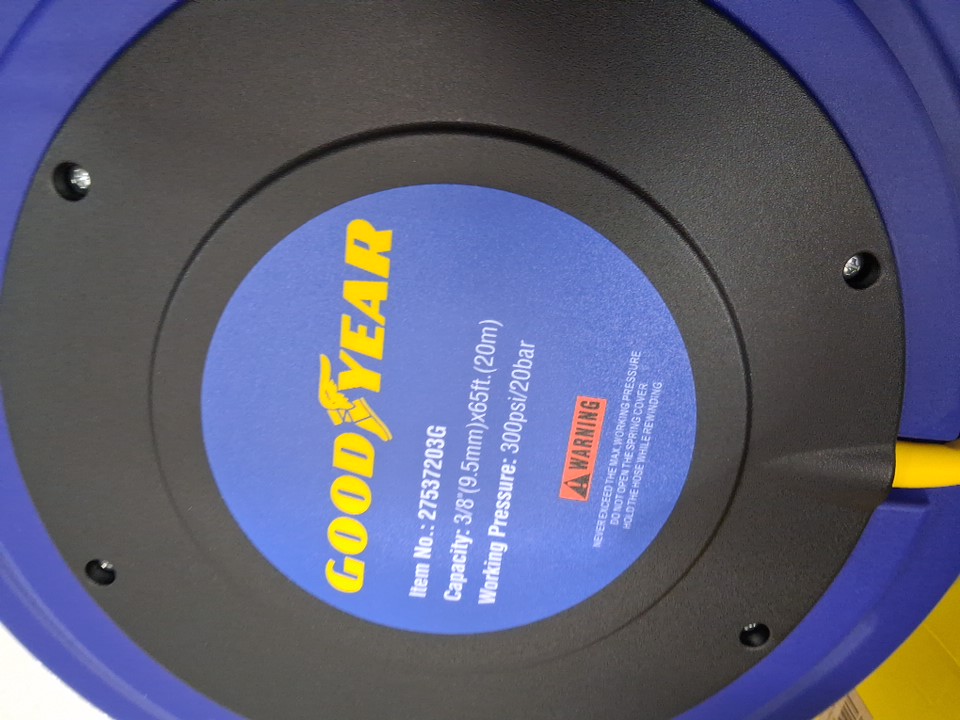 GOODYEAR
Item No.: 27537203G
Capacity: 3/8"(9.5mm)x65ft.(20m)
Working Pressure: 300psi/20bar
WARNING
NEVER EXCEED THE MAX.WORKING PRESSURE
DO NOT OPEN THE SPRING COVER
HOLD THE HOSE WHILE REWINDING